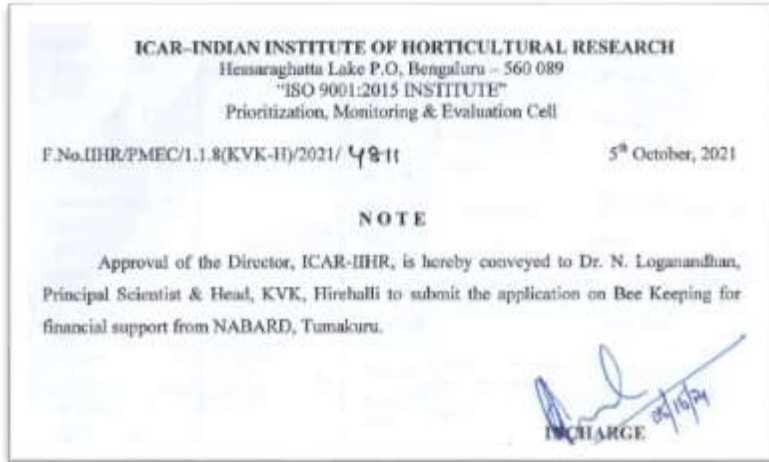 ICAR–INDIAN INSTITUTE OF HORTICULTURAL RESEARCH
Hessaraghatta Lake P.O, Bengaluru – 560 089
"ISO 9001:2015 INSTITUTE"
Prioritization, Monitoring & Evaluation Cell
F.No.IIHR/PMEC/1.1.8(KVK-H)/2021/ 4811 5th October, 2021
NOTE
Approval of the Director, ICAR-IIHR, is hereby conveyed to Dr. N. Loganandhan,
Principal Scientist & Head, KVK, Hirehalli to submit the application on Bee Keeping for
financial support from NABARD, Tumakuru.
INCHARGE